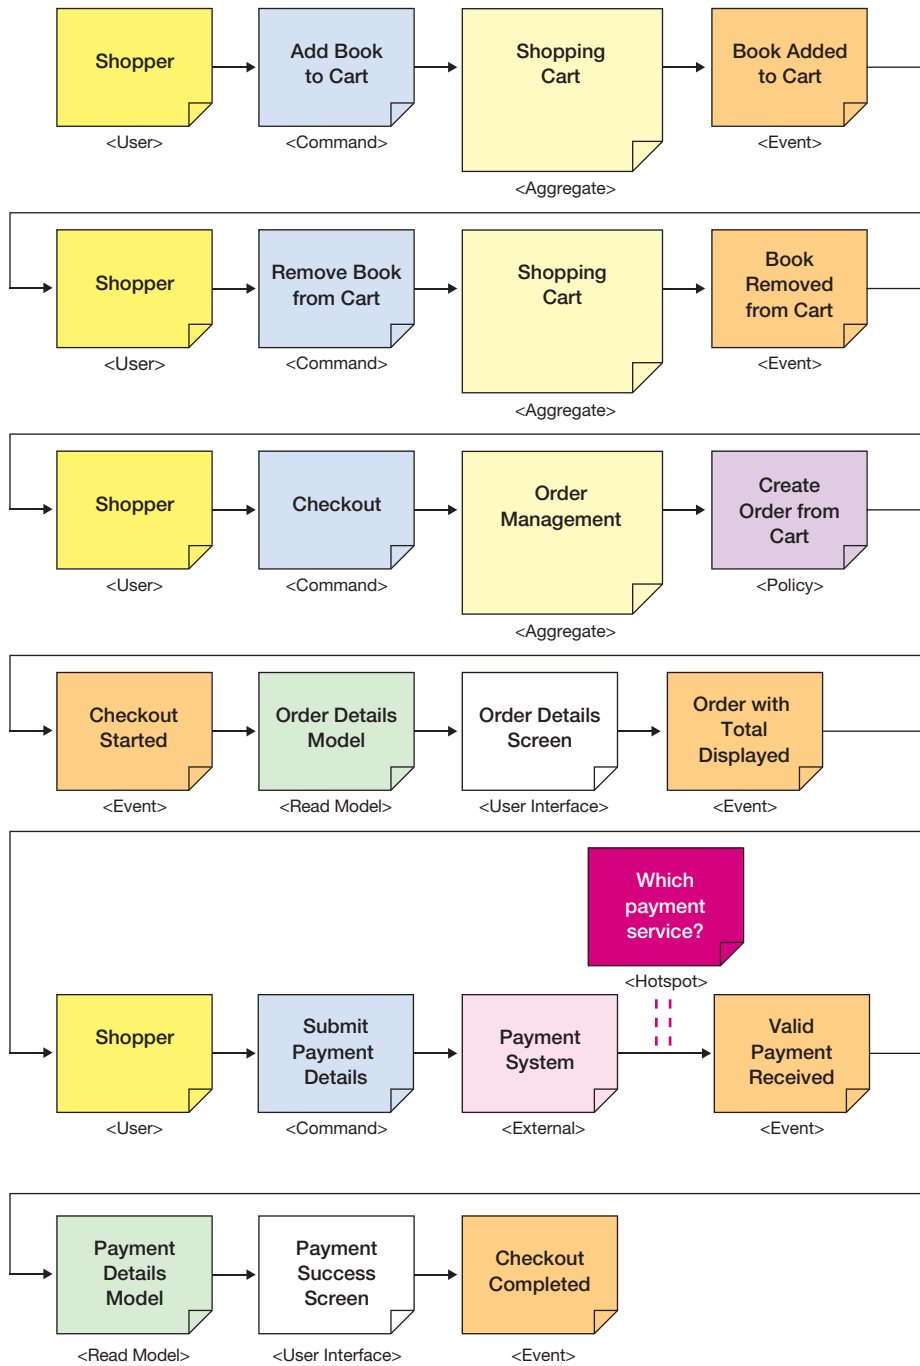 Shopper
Add Book
to Cart
Shopping
Cart
Book Added
to Cart
<User>
<Command>
<Aggregate>
<Event>
Shopper
Remove Book
from Cart
Shopping
Cart
Book
Removed
from Cart
<User>
<Command>
<Aggregate>
<Event>
Shopper
Checkout
Order
Management
Create
Order from
Cart
<User>
<Command>
<Aggregate>
<Policy>
Checkout
Started
Order Details
Model
Order Details
Screen
Order with
Total
Displayed
<Event>
<Read Model>
<User Interface>
<Event>
Which
payment
service?
<Hotspot>
Shopper
Submit
Payment
Details
Payment
System
Valid
Payment
Received
<User>
<Command>
<External>
<Event>
Payment
Details
Model
Payment
Success
Screen
Checkout
Completed
<Read Model>
<User Interface>
<Event>